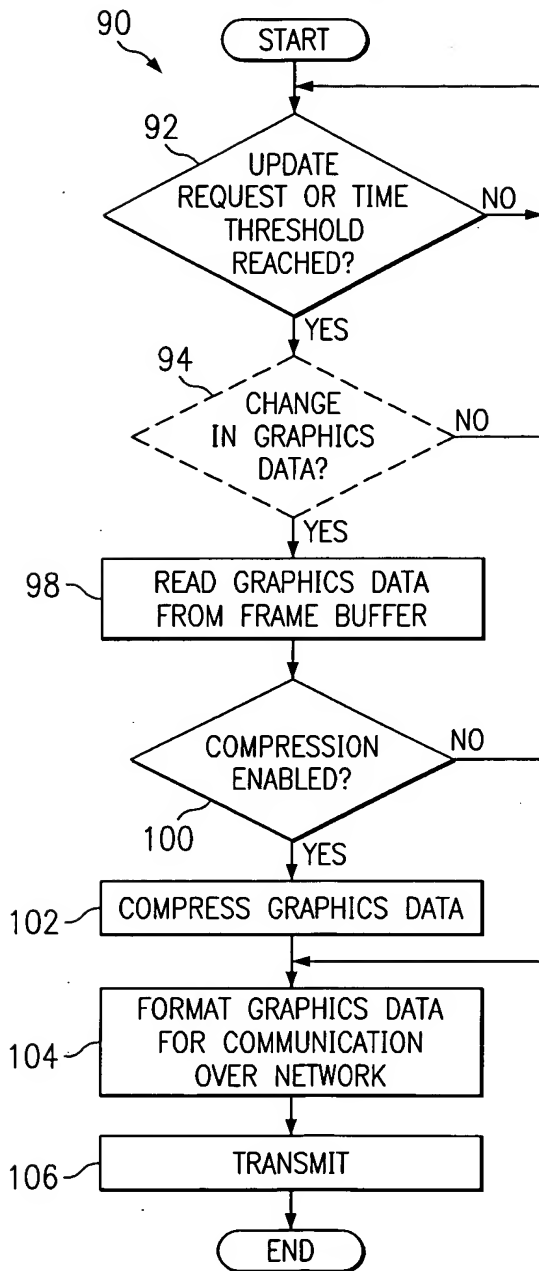 90
START
92
UPDATE
REQUEST OR TIME
THRESHOLD
REACHED?
NO
YES
94
CHANGE
IN GRAPHICS
DATA?
NO
YES
98
READ GRAPHICS DATA
FROM FRAME BUFFER
COMPRESSION
ENABLED?
NO
100
YES
102
COMPRESS GRAPHICS DATA
104
FORMAT GRAPHICS DATA
FOR COMMUNICATION
OVER NETWORK
106
TRANSMIT
END